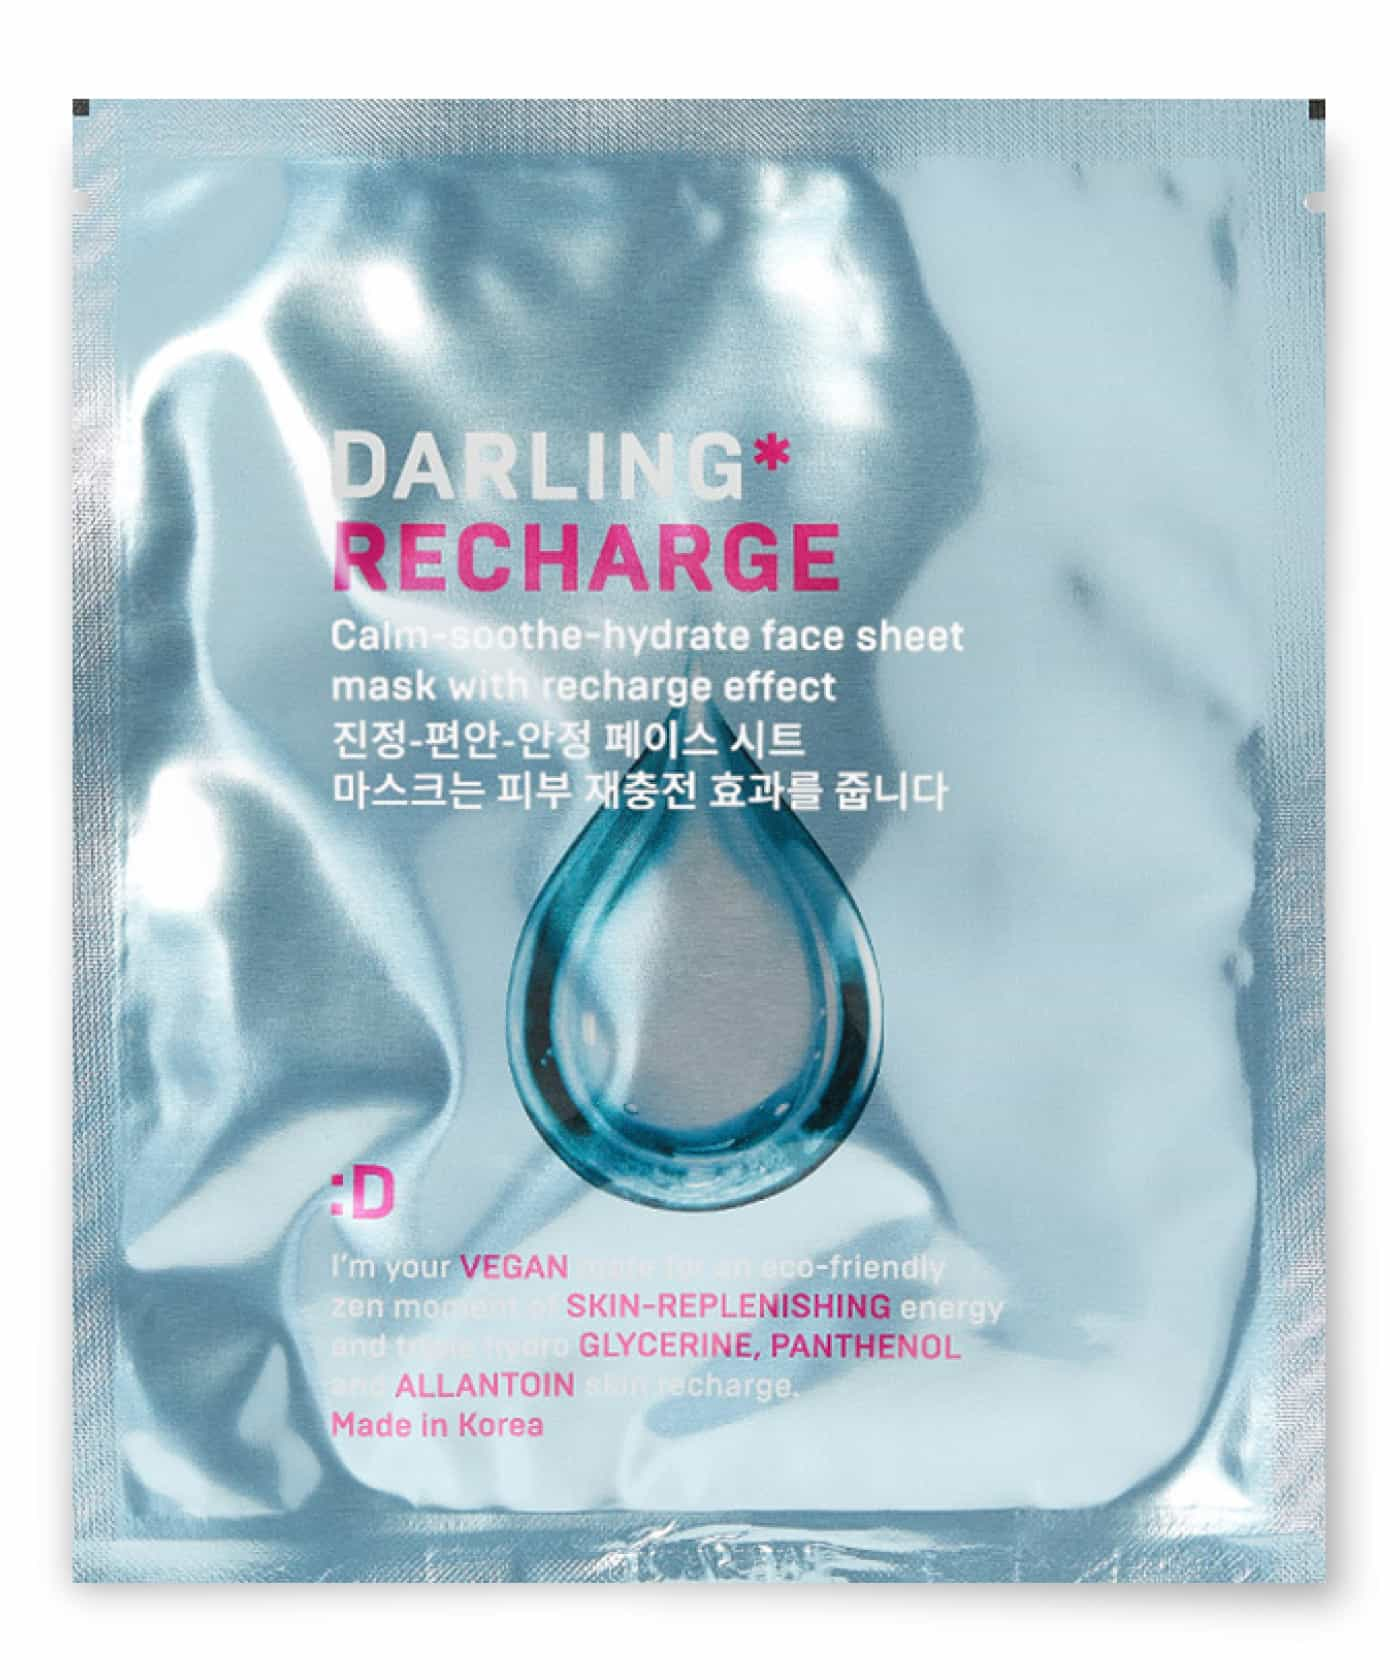 DARLING*
RECHARGE
Calm-soothe-hydrate face sheet
mask with recharge effect
진정-편안-안정 페이스 시트
마스크는 피부 재충전 효과를 줍니다
:D
I'm your VEGAN mate for an eco-friendly
zen moment of SKIN-REPLENISHING energy
and triple hydro GLYCERINE, PANTHENOL
and ALLANTOIN skin recharge.
Made in Korea